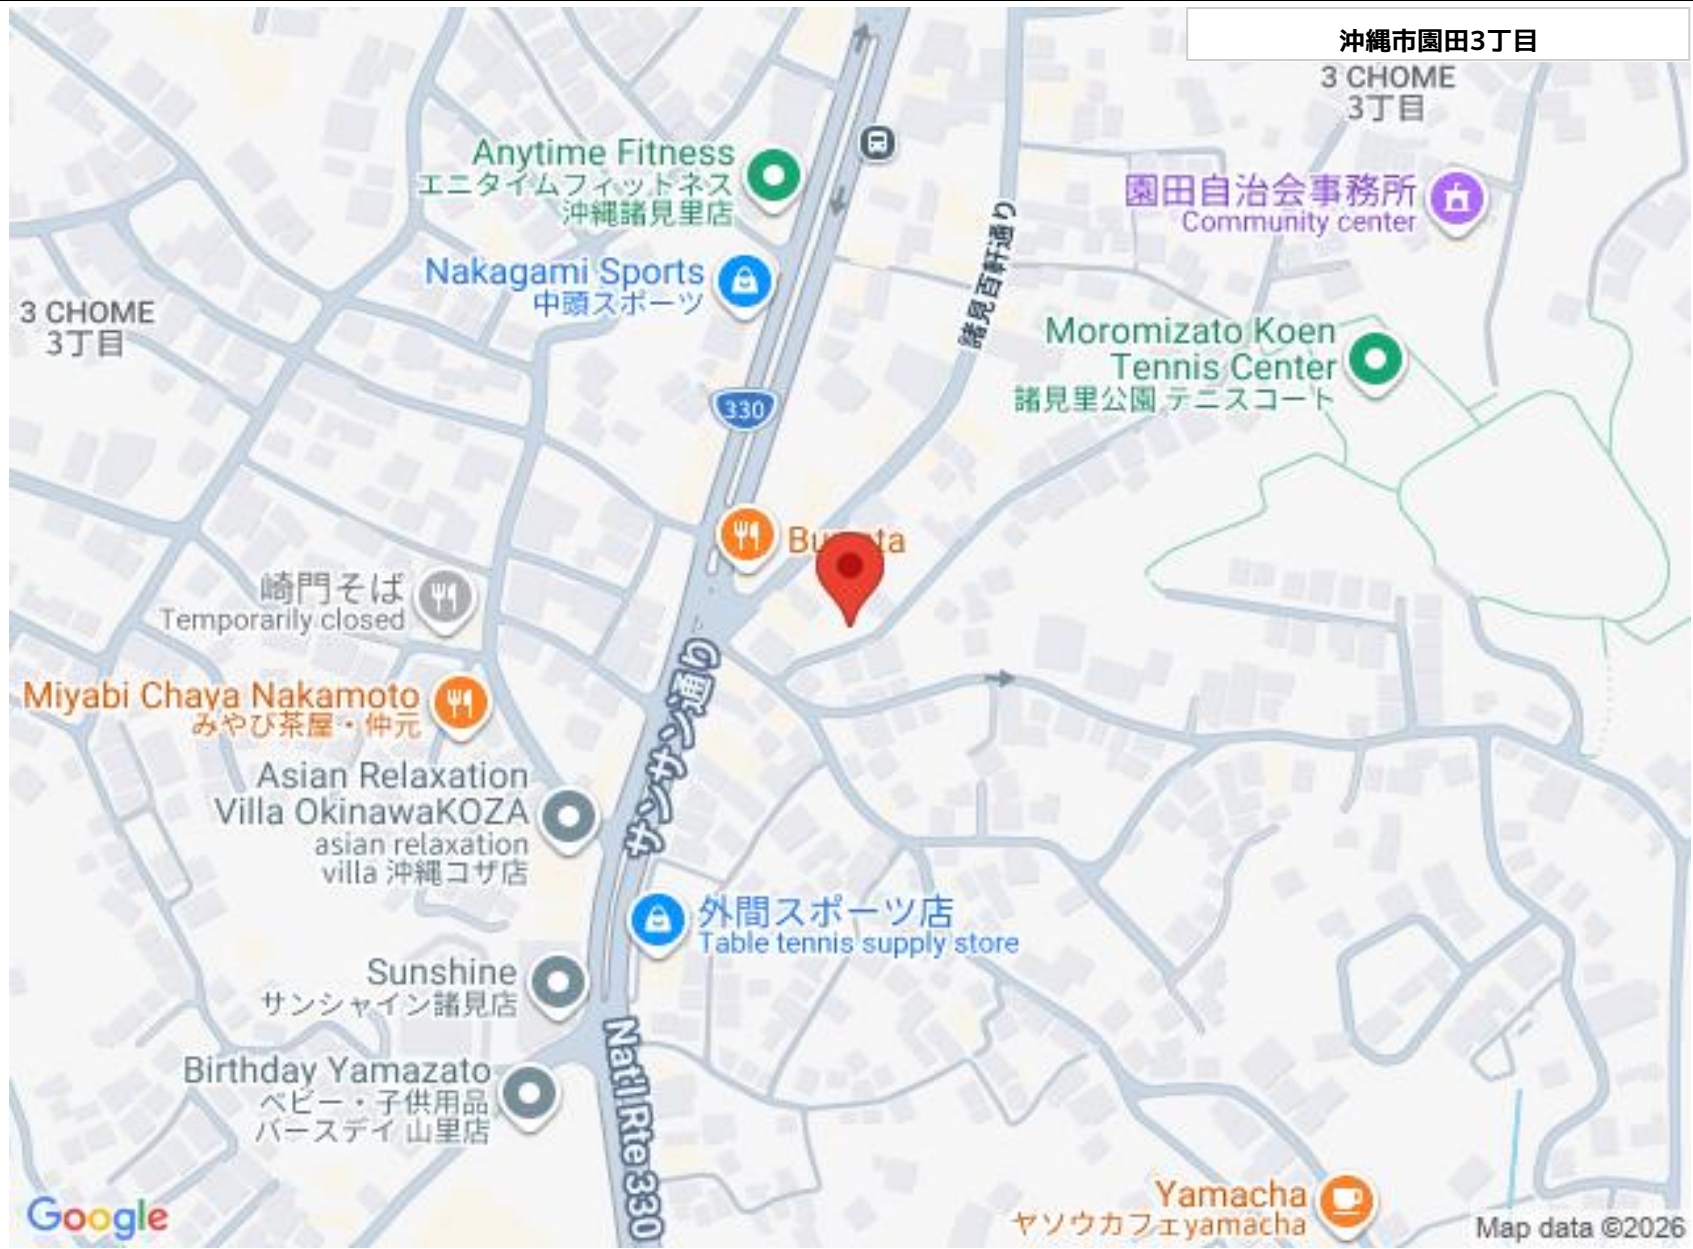 沖縄市園田3丁目
3 CHOME
3丁目
Anytime Fitness
エニタイムフィットネス
沖縄諸見里店
園田自治会事務所
Community center
諸見百軒通り
Nakagami Sports
中頭スポーツ
3 CHOME
3丁目
Moromizato Koen
Tennis Center
諸見里公園 テニスコート
330
崎門そば
Temporarily closed
サンサン通り
Miyabi Chaya Nakamoto
みやび茶屋・仲元
Asian Relaxation
Villa OkinawaKOZA
asian relaxation
villa 沖縄コザ店
外間スポーツ店
Table tennis supply store
Sunshine
サンシャイン諸見店
Nat'l Rte 330
Birthday Yamazato
ベビー・子供用品
バースデイ 山里店
Yamacha
ヤソウカフェyamacha
Google
Map data ©2026